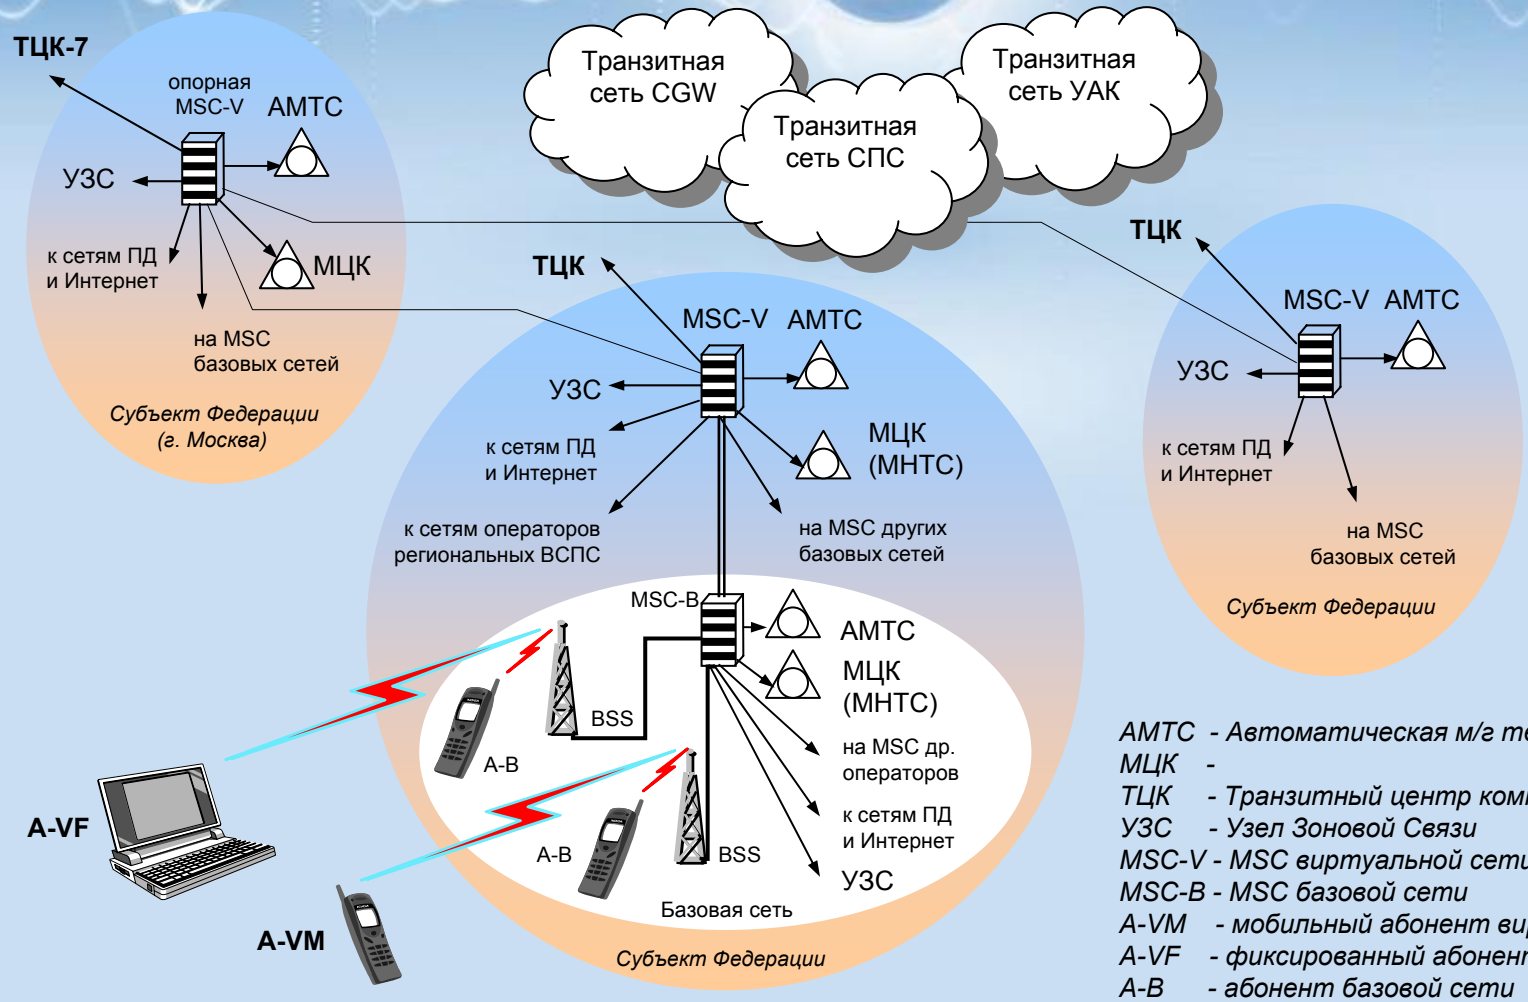 ТЦК-7
опорная
MSC-V
АМТС
УЗС
к сетям ПД
и Интернет
МЦК
на MSC
базовых сетей
Субъект Федерации
(г. Москва)
Транзитная
сеть CGW
Транзитная
сеть СПС
Транзитная
сеть УАК
ТЦК
MSC-V
АМТС
УЗС
к сетям ПД
и Интернет
МЦК
(МНТС)
к сетям операторов
региональных ВСПС
на MSC других
базовых сетей
MSC-B
АМТС
МЦК
(МНТС)
BSS
A-B
на MSC др.
операторов
к сетям ПД
и Интернет
A-B
BSS
УЗС
Базовая сеть
Субъект Федерации
A-VF
A-VM
ТЦК
MSC-V
АМТС
УЗС
к сетям ПД
и Интернет
на MSC
базовых сетей
Субъект Федерации
АМТС - Автоматическая м/г
МЦК -
ТЦК - Транзитный центр
УЗС - Узел Зоновой Связи
MSC-V - MSC виртуальной сети
MSC-B - MSC базовой сети
A-VM - мобильный абонент
A-VF - фиксированный абонент
A-B - абонент базовой сети